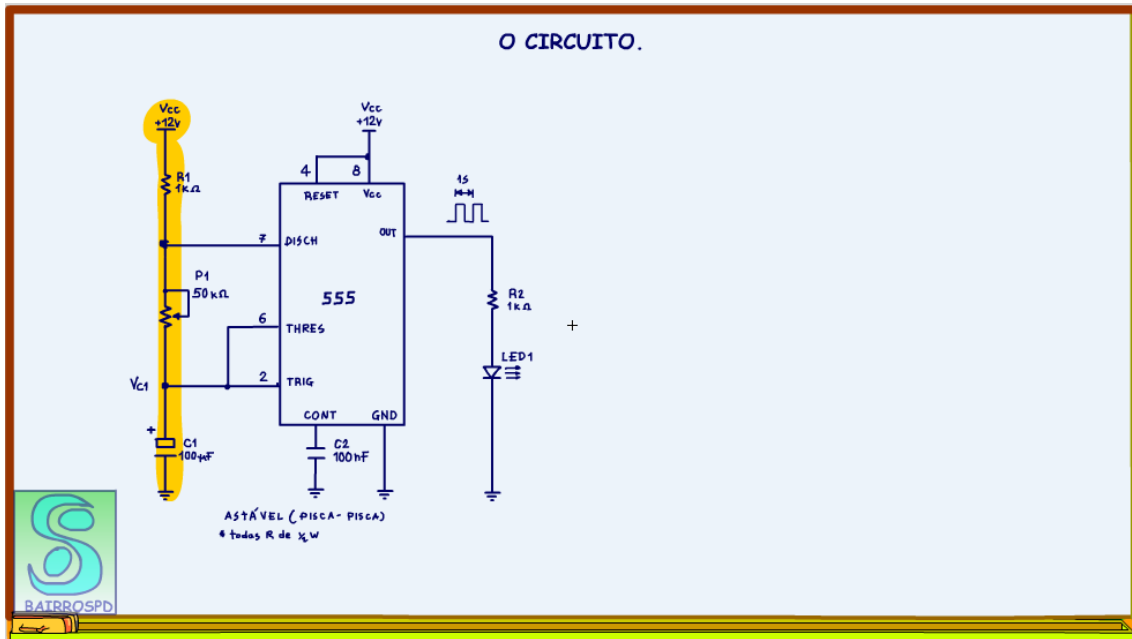 O CIRCUITO.
Vcc
+12V
Vcc
+12V
R1
1kΩ
4
8
RESET
Vcc
1s
7
DISCH
OUT
P1
50kΩ
555
R2
1kΩ
6
THRES
LED1
VC1
2
TRIG
CONT
GND
+
C1
100µF
C2
100nF
ASTÁVEL (PISCA-PISCA)
* todas R de ½ W
BAIRROSPD